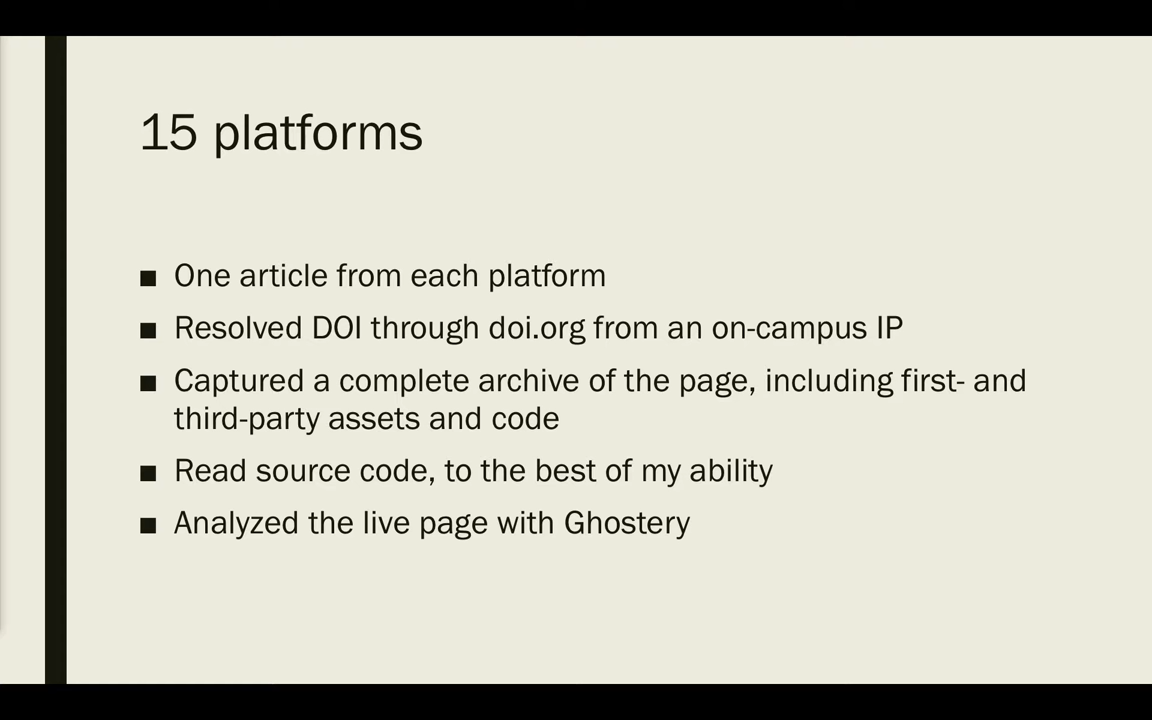 15 platforms
■ One article from each platform
■ Resolved DOI through doi.org from an on-campus IP
■ Captured a complete archive of the page, including first- and
third-party assets and code
■ Read source code, to the best of my ability
■ Analyzed the live page with Ghostery